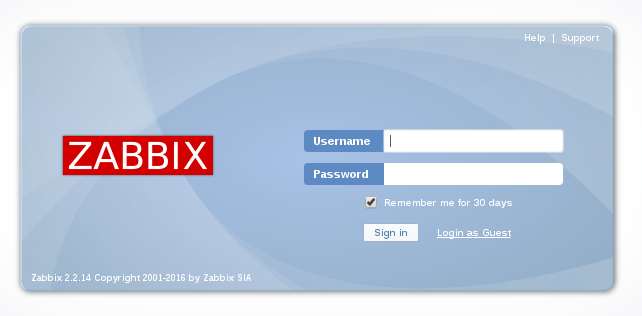 Help | Support
ZABBIX
Username
Password
Remember me for 30 days
Sign in
Login as Guest
Zabbix 2.2.14 Copyright 2001-2016 by Zabbix SIA